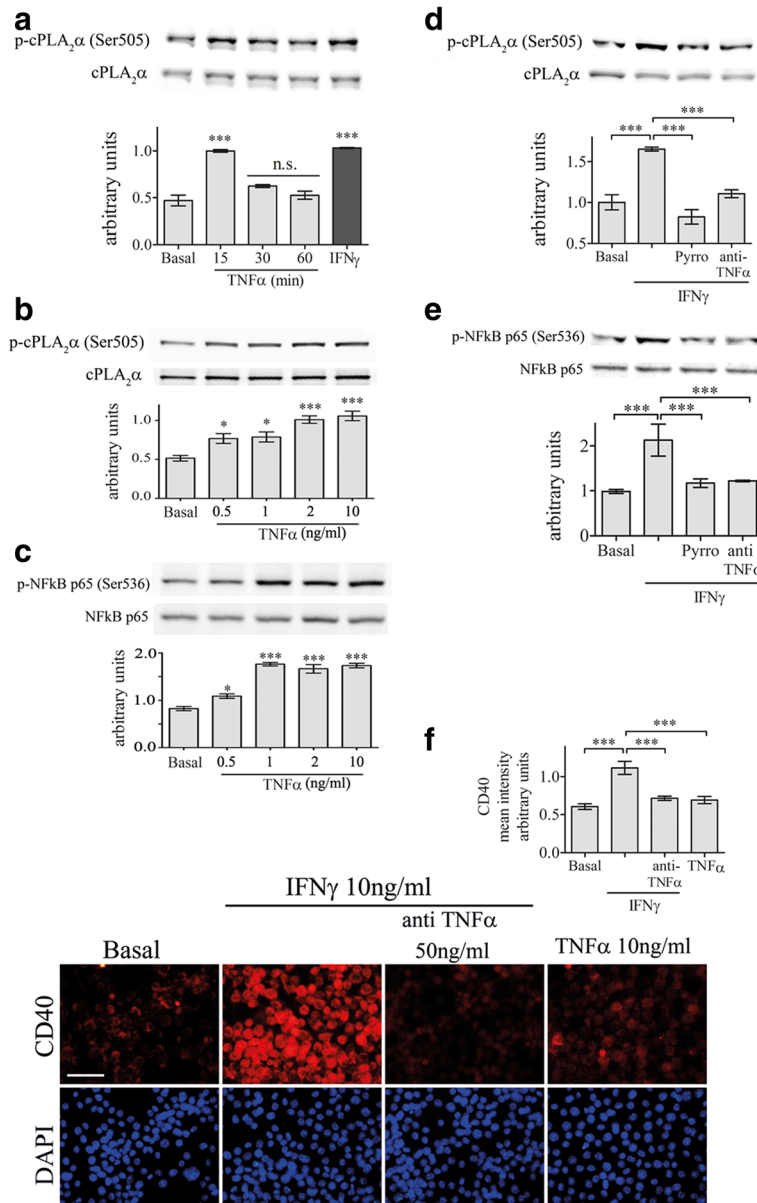 a
p-cPLA₂α (Ser505)
cPLA₂α
arbitrary units
1.0
0.5
0.0
***
n.s.
***
Basal 15 30 60 IFNγ
TNFα (min)
b
p-cPLA₂α (Ser505)
cPLA₂α
arbitrary units
1.0
0.5
0.0
* * *** ***
Basal 0.5 1 2 10
TNFα (ng/ml)
c
p-NFkB p65 (Ser536)
NFkB p65
arbitrary units
2.0
1.0
0.0
* *** *** ***
Basal 0.5 1 2 10
TNFα (ng/ml)
d
p-cPLA₂α (Ser505)
cPLA₂α
arbitrary units
1.5
1.0
0.5
***
*** ***
Basal Pyrro anti-
TNFα
IFNγ
e
p-NFkB p65 (Ser536)
NFkB p65
arbitrary units
2
1
0
***
*** ***
Basal Pyrro anti
TNFα
IFNγ
f
CD40
mean intensity
arbitrary units
1.0
0.5
0.0
***
*** ***
Basal anti- TNFα
TNFα
IFNγ
IFNγ 10ng/ml
anti TNFα
Basal 50ng/ml TNFα 10ng/ml
CD40
DAPI